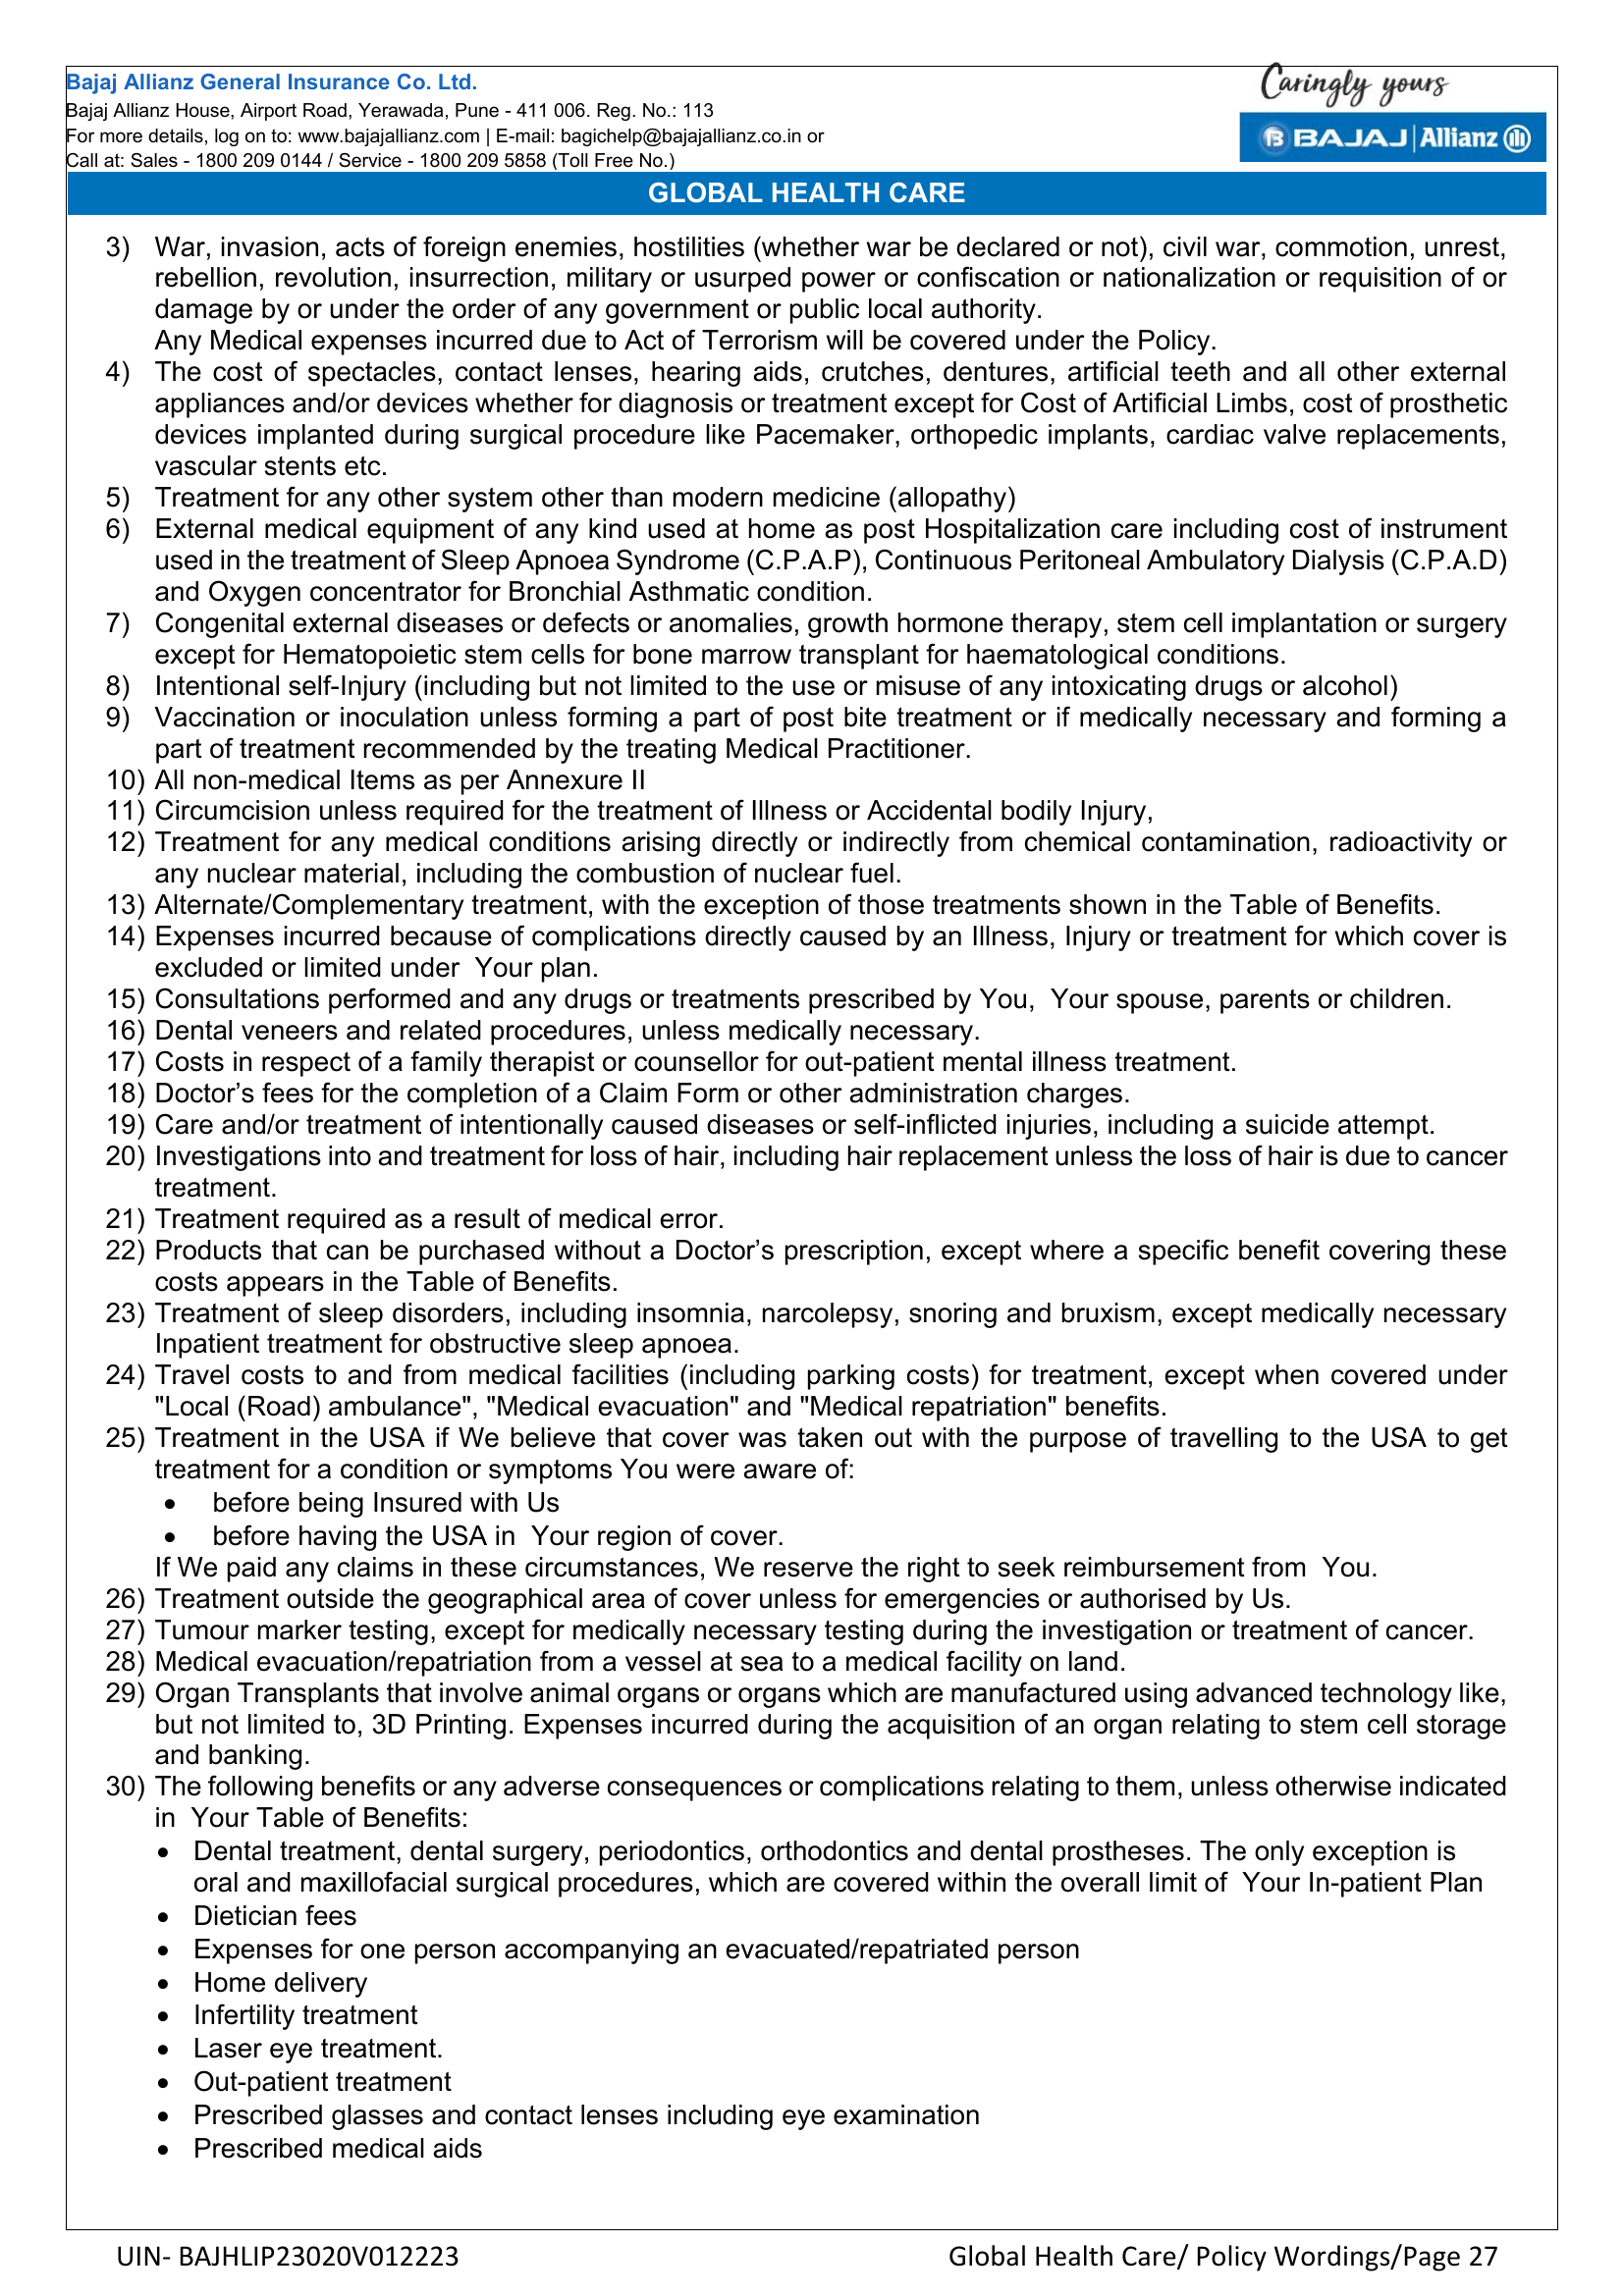 Bajaj Allianz General Insurance Co. Ltd.
Bajaj Allianz House, Airport Road, Yerawada, Pune - 411 006. Reg. No.: 113
For more details, log on to: www.bajajallianz.com | E-mail: bagichelp@bajajallianz.co.in or
Call at: Sales - 1800 209 0144 / Service - 1800 209 5858 (Toll Free No.)
Caringly yours
BAJAJ | Allianz
GLOBAL HEALTH CARE
3) War, invasion, acts of foreign enemies, hostilities (whether war be declared or not), civil war, commotion, unrest,
rebellion, revolution, insurrection, military or usurped power or confiscation or nationalization or requisition of or
damage by or under the order of any government or public local authority.
Any Medical expenses incurred due to Act of Terrorism will be covered under the Policy.
4) The cost of spectacles, contact lenses, hearing aids, crutches, dentures, artificial teeth and all other external
appliances and/or devices whether for diagnosis or treatment except for Cost of Artificial Limbs, cost of prosthetic
devices implanted during surgical procedure like Pacemaker, orthopedic implants, cardiac valve replacements,
vascular stents etc.
5) Treatment for any other system other than modern medicine (allopathy)
6) External medical equipment of any kind used at home as post Hospitalization care including cost of instrument
used in the treatment of Sleep Apnoea Syndrome (C.P.A.P), Continuous Peritoneal Ambulatory Dialysis (C.P.A.D)
and Oxygen concentrator for Bronchial Asthmatic condition.
7) Congenital external diseases or defects or anomalies, growth hormone therapy, stem cell implantation or surgery
except for Hematopoietic stem cells for bone marrow transplant for haematological conditions.
8) Intentional self-Injury (including but not limited to the use or misuse of any intoxicating drugs or alcohol)
9) Vaccination or inoculation unless forming a part of post bite treatment or if medically necessary and forming a
part of treatment recommended by the treating Medical Practitioner.
10) All non-medical Items as per Annexure II
11) Circumcision unless required for the treatment of Illness or Accidental bodily Injury,
12) Treatment for any medical conditions arising directly or indirectly from chemical contamination, radioactivity or
any nuclear material, including the combustion of nuclear fuel.
13) Alternate/Complementary treatment, with the exception of those treatments shown in the Table of Benefits.
14) Expenses incurred because of complications directly caused by an Illness, Injury or treatment for which cover is
excluded or limited under Your plan.
15) Consultations performed and any drugs or treatments prescribed by You, Your spouse, parents or children.
16) Dental veneers and related procedures, unless medically necessary.
17) Costs in respect of a family therapist or counsellor for out-patient mental illness treatment.
18) Doctor’s fees for the completion of a Claim Form or other administration charges.
19) Care and/or treatment of intentionally caused diseases or self-inflicted injuries, including a suicide attempt.
20) Investigations into and treatment for loss of hair, including hair replacement unless the loss of hair is due to cancer
treatment.
21) Treatment required as a result of medical error.
22) Products that can be purchased without a Doctor’s prescription, except where a specific benefit covering these
costs appears in the Table of Benefits.
23) Treatment of sleep disorders, including insomnia, narcolepsy, snoring and bruxism, except medically necessary
Inpatient treatment for obstructive sleep apnoea.
24) Travel costs to and from medical facilities (including parking costs) for treatment, except when covered under
"Local (Road) ambulance", "Medical evacuation" and "Medical repatriation" benefits.
25) Treatment in the USA if We believe that cover was taken out with the purpose of travelling to the USA to get
treatment for a condition or symptoms You were aware of:
• before being Insured with Us
• before having the USA in Your region of cover.
If We paid any claims in these circumstances, We reserve the right to seek reimbursement from You.
26) Treatment outside the geographical area of cover unless for emergencies or authorised by Us.
27) Tumour marker testing, except for medically necessary testing during the investigation or treatment of cancer.
28) Medical evacuation/repatriation from a vessel at sea to a medical facility on land.
29) Organ Transplants that involve animal organs or organs which are manufactured using advanced technology like,
but not limited to, 3D Printing. Expenses incurred during the acquisition of an organ relating to stem cell storage
and banking.
30) The following benefits or any adverse consequences or complications relating to them, unless otherwise indicated
in Your Table of Benefits:
• Dental treatment, dental surgery, periodontics, orthodontics and dental prostheses. The only exception is
oral and maxillofacial surgical procedures, which are covered within the overall limit of Your In-patient Plan
• Dietician fees
• Expenses for one person accompanying an evacuated/repatriated person
• Home delivery
• Infertility treatment
• Laser eye treatment.
• Out-patient treatment
• Prescribed glasses and contact lenses including eye examination
• Prescribed medical aids
UIN- BAJHLIP23020V012223
Global Health Care/ Policy Wordings/Page 27